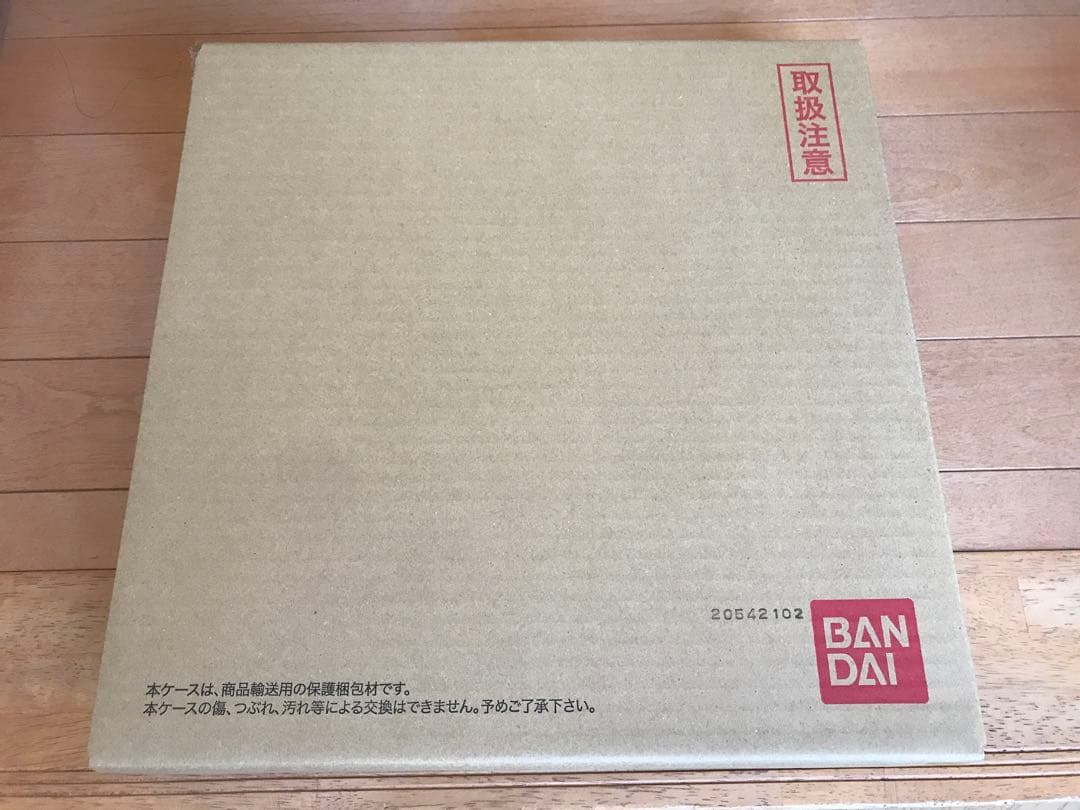 取扱注意
20542102
BAN
DAI
本ケースは、商品輸送用の保護梱包材です。
本ケースの傷、つぶれ、汚れ等による交換はできません。予めご了承下さい。